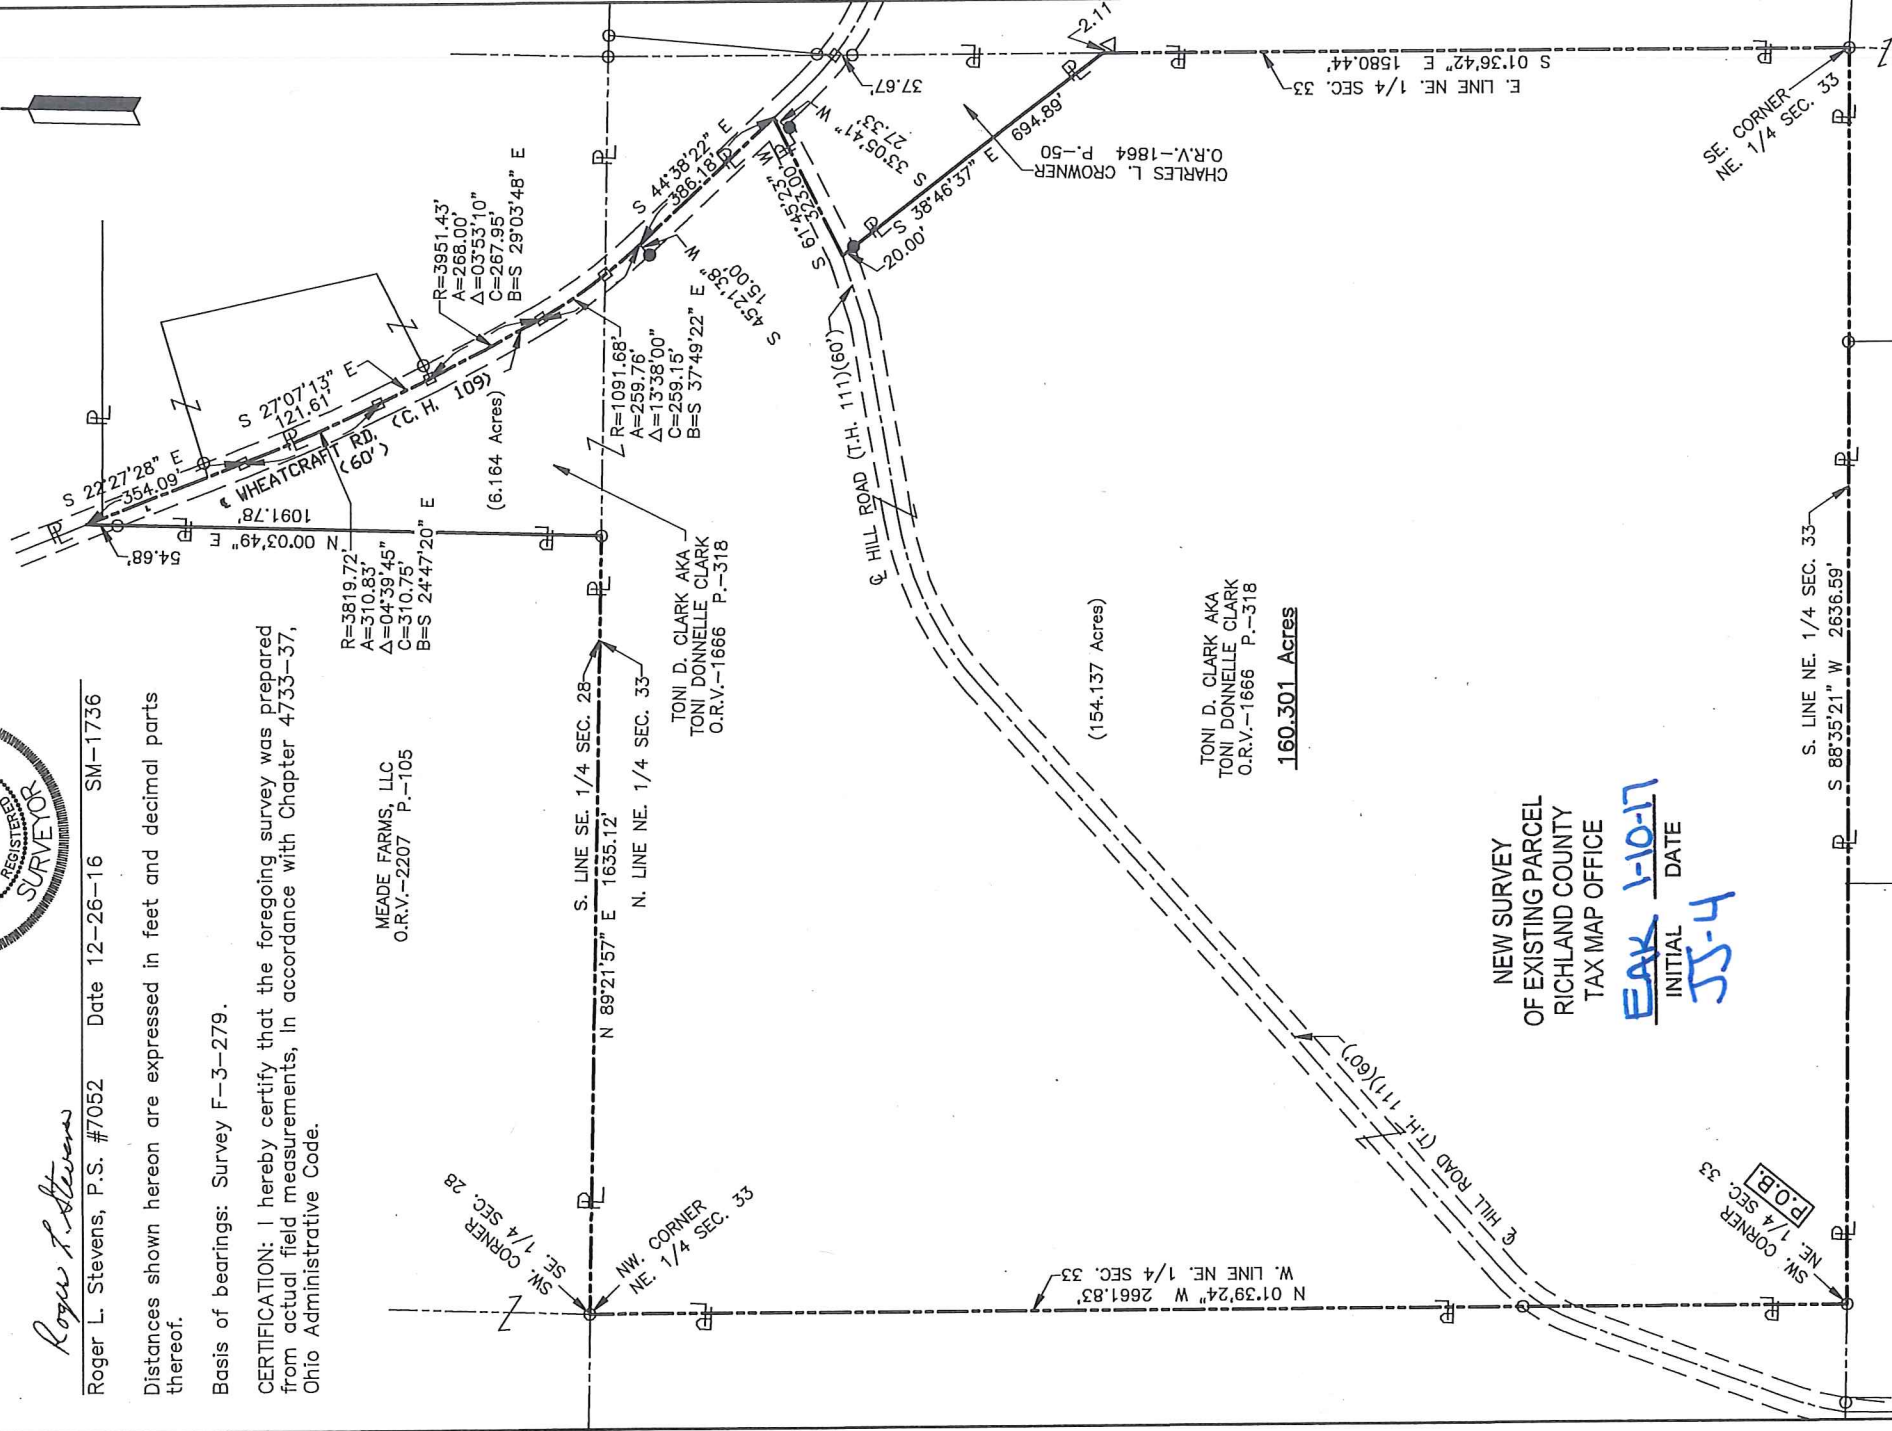 REGISTERED
SURVEYOR
Roger L. Stevens
Roger L. Stevens, P.S. #7052 Date 12-26-16 SM-1736
Distances shown hereon are expressed in feet and decimal parts
thereof.
Basis of bearings: Survey F-3-279.
CERTIFICATION: I hereby certify that the foregoing survey was prepared
from actual field measurements, In accordance with Chapter 4733-37,
Ohio Administrative Code.
MEADE FARMS, LLC
O.R.V.-2207 P.-105
S 22°27'28" E
354.09'
54.68'
N 00°03'49" E
1091.78'
S 27°07'13" E
121.61'
℄ WHEATCRAFT RD. (C.H. 109)
(60')
R=3819.72'
A=310.83'
Δ=04°39'45"
C=310.75'
B=S 24°47'20" E
R=3951.43'
A=268.00'
Δ=03°53'10"
C=267.95'
B=S 29°03'48" E
(6.164 Acres)
R=1091.68'
A=259.76'
Δ=13°38'00"
C=259.15'
B=S 37°49'22" E
S 44°38'22" E
386.18'
S 45°21'38" W
15.00'
S 61°45'23" W
323.00'
S 33°05'41" W
27.33'
37.67'
2.11
20.00'
S 38°46'37" E 694.89'
CHARLES L. CROWNER
O.R.V.-1864 P.-50
E. LINE NE. 1/4 SEC. 33
S 01°36'42" E 1580.44'
SE. CORNER
NE. 1/4 SEC. 33
S. LINE SE. 1/4 SEC. 28
N 89°21'57" E 1635.12'
N. LINE NE. 1/4 SEC. 33
TONI D. CLARK AKA
TONI DONNELLE CLARK
O.R.V.-1666 P.-318
℄ HILL ROAD (T.H. 111)(60')
(154.137 Acres)
TONI D. CLARK AKA
TONI DONNELLE CLARK
O.R.V.-1666 P.-318
160.301 Acres
SW. CORNER
SE. 1/4 SEC. 28
NW. CORNER
NE. 1/4 SEC. 33
W. LINE NE. 1/4 SEC. 33
N 01°39'24" W 2661.83'
℄ HILL ROAD (T.H. 111)(60')
NEW SURVEY
OF EXISTING PARCEL
RICHLAND COUNTY
TAX MAP OFFICE
EAK 1-10-17
INITIAL DATE
JJ-4
SW. CORNER
NE. 1/4 SEC. 33
P.O.B.
S. LINE NE. 1/4 SEC. 33
S 88°35'21" W 2636.59'